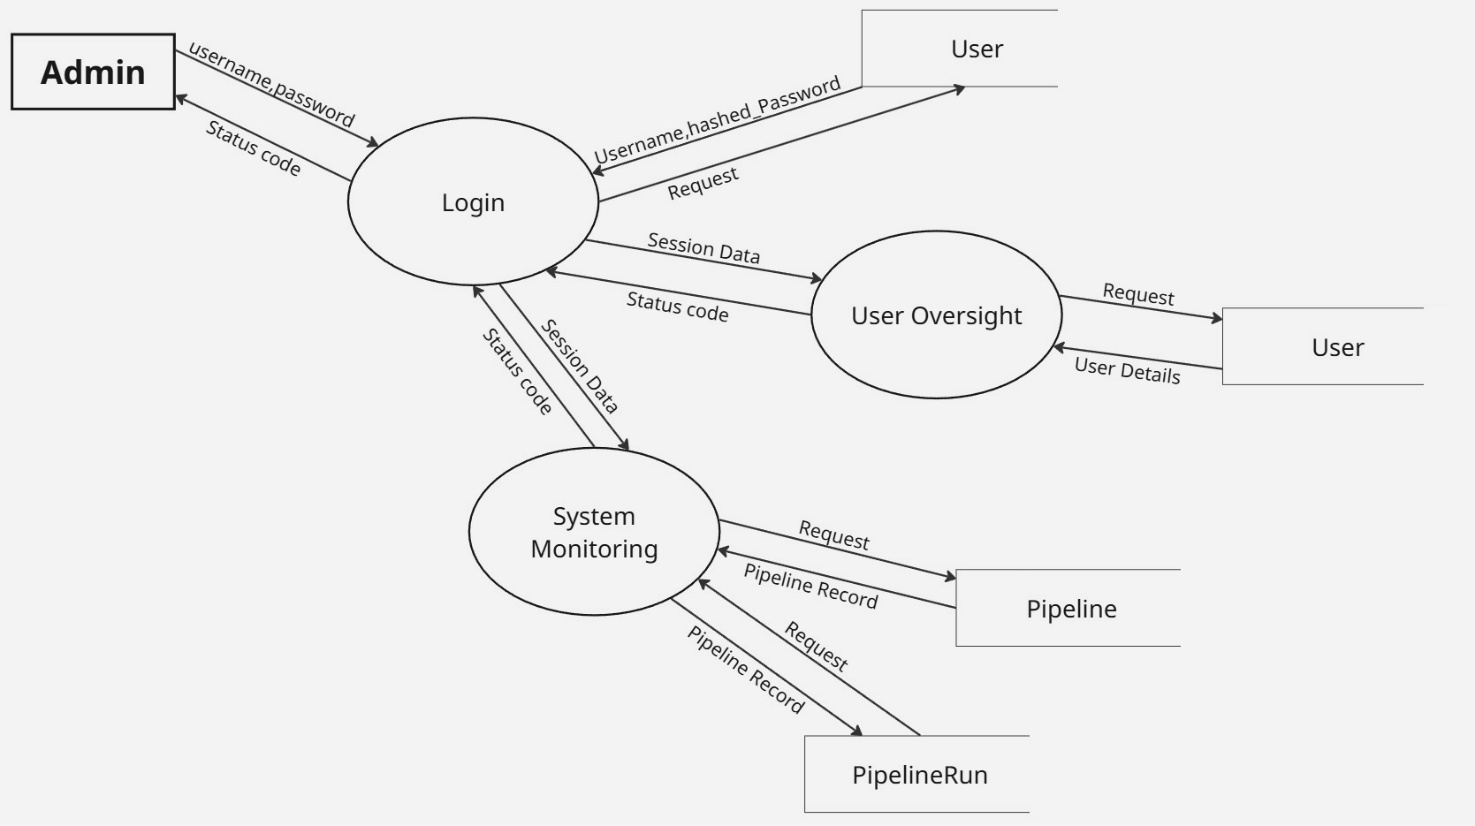 Admin
username,password
Status code
User
Username,hashed_Password
Request
Login
Session Data
Status code
User Oversight
Request
User Details
User
Session Data
Status code
System
Monitoring
Request
Pipeline Record
Pipeline
Request
Pipeline Record
PipelineRun